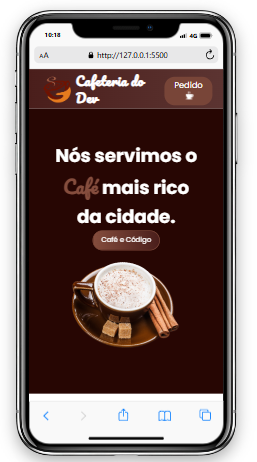 10:18
4G
AA
http://127.0.0.1:5500
Cafeteria do
Dev
Pedido
Nós servimos o
Café mais rico
da cidade.
Café e Código